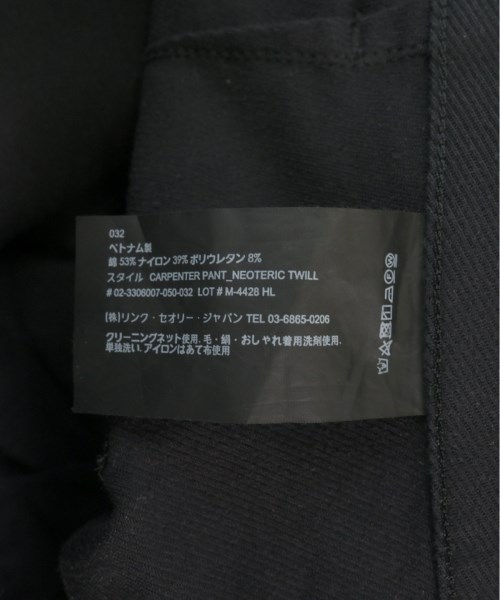 032
ベトナム製
綿 53% ナイロン 39% ポリウレタン 8%
スタイル CARPENTER PANT_NEOTERIC TWILL
# 02-3306007-050-032 LOT # M-4428 HL
(株)リンク・セオリー・ジャパン TEL 03-6865-0206
クリーニングネット使用. 毛・絹・おしゃれ着用洗剤使用.
単独洗い. アイロンはあて布使用